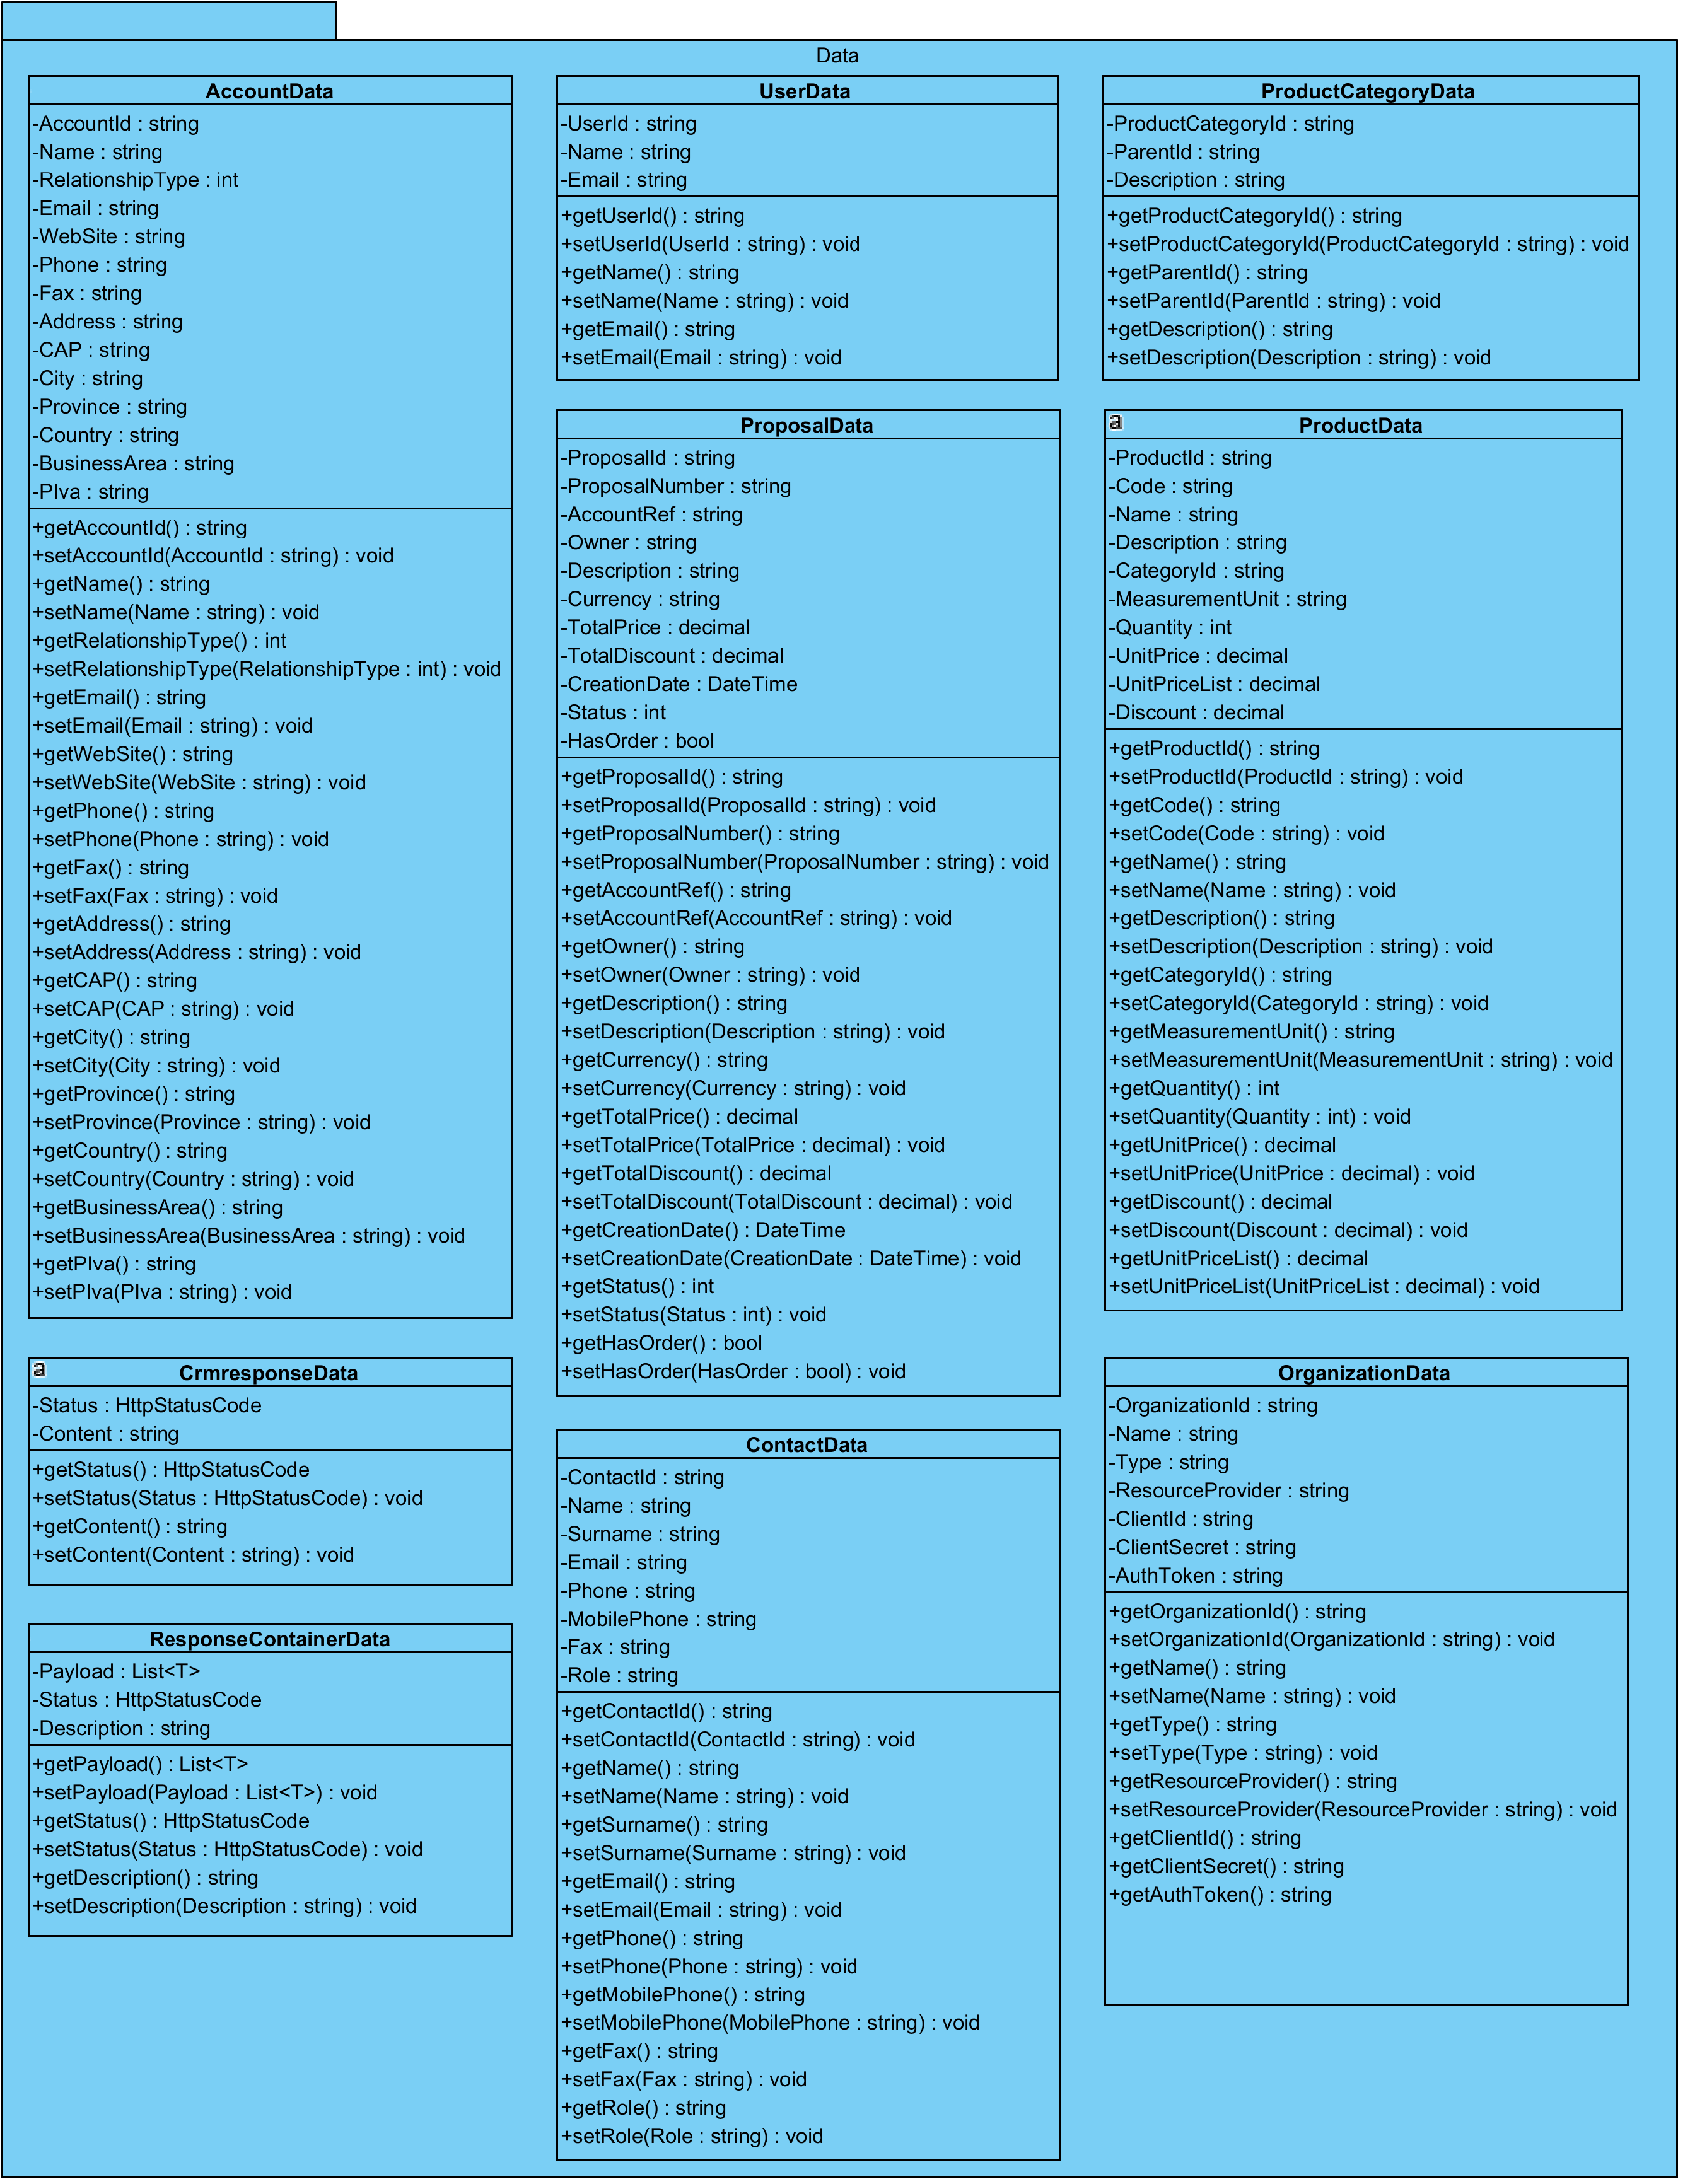 Data
AccountData
-AccountId : string
-Name : string
-RelationshipType : int
-Email : string
-WebSite : string
-Phone : string
-Fax : string
-Address : string
-CAP : string
-City : string
-Province : string
-Country : string
-BusinessArea : string
-PIva : string
+getAccountId() : string
+setAccountId(AccountId : string) : void
+getName() : string
+setName(Name : string) : void
+getRelationshipType() : int
+setRelationshipType(RelationshipType : int) : void
+getEmail() : string
+setEmail(Email : string) : void
+getWebSite() : string
+setWebSite(WebSite : string) : void
+getPhone() : string
+setPhone(Phone : string) : void
+getFax() : string
+setFax(Fax : string) : void
+getAddress() : string
+setAddress(Address : string) : void
+getCAP() : string
+setCAP(CAP : string) : void
+getCity() : string
+setCity(City : string) : void
+getProvince() : string
+setProvince(Province : string) : void
+getCountry() : string
+setCountry(Country : string) : void
+getBusinessArea() : string
+setBusinessArea(BusinessArea : string) : void
+getPIva() : string
+setPIva(PIva : string) : void
a
CrmresponseData
-Status : HttpStatusCode
-Content : string
+getStatus() : HttpStatusCode
+setStatus(Status : HttpStatusCode) : void
+getContent() : string
+setContent(Content : string) : void
ResponseContainerData
-Payload : List<T>
-Status : HttpStatusCode
-Description : string
+getPayload() : List<T>
+setPayload(Payload : List<T>) : void
+getStatus() : HttpStatusCode
+setStatus(Status : HttpStatusCode) : void
+getDescription() : string
+setDescription(Description : string) : void
UserData
-UserId : string
-Name : string
-Email : string
+getUserId() : string
+setUserId(UserId : string) : void
+getName() : string
+setName(Name : string) : void
+getEmail() : string
+setEmail(Email : string) : void
ProposalData
-ProposalId : string
-ProposalNumber : string
-AccountRef : string
-Owner : string
-Description : string
-Currency : string
-TotalPrice : decimal
-TotalDiscount : decimal
-CreationDate : DateTime
-Status : int
-HasOrder : bool
+getProposalId() : string
+setProposalId(ProposalId : string) : void
+getProposalNumber() : string
+setProposalNumber(ProposalNumber : string) : void
+getAccountRef() : string
+setAccountRef(AccountRef : string) : void
+getOwner() : string
+setOwner(Owner : string) : void
+getDescription() : string
+setDescription(Description : string) : void
+getCurrency() : string
+setCurrency(Currency : string) : void
+getTotalPrice() : decimal
+setTotalPrice(TotalPrice : decimal) : void
+getTotalDiscount() : decimal
+setTotalDiscount(TotalDiscount : decimal) : void
+getCreationDate() : DateTime
+setCreationDate(CreationDate : DateTime) : void
+getStatus() : int
+setStatus(Status : int) : void
+getHasOrder() : bool
+setHasOrder(HasOrder : bool) : void
ContactData
-ContactId : string
-Name : string
-Surname : string
-Email : string
-Phone : string
-MobilePhone : string
-Fax : string
-Role : string
+getContactId() : string
+setContactId(ContactId : string) : void
+getName() : string
+setName(Name : string) : void
+getSurname() : string
+setSurname(Surname : string) : void
+getEmail() : string
+setEmail(Email : string) : void
+getPhone() : string
+setPhone(Phone : string) : void
+getMobilePhone() : string
+setMobilePhone(MobilePhone : string) : void
+getFax() : string
+setFax(Fax : string) : void
+getRole() : string
+setRole(Role : string) : void
ProductCategoryData
-ProductCategoryId : string
-ParentId : string
-Description : string
+getProductCategoryId() : string
+setProductCategoryId(ProductCategoryId : string) : void
+getParentId() : string
+setParentId(ParentId : string) : void
+getDescription() : string
+setDescription(Description : string) : void
a
ProductData
-ProductId : string
-Code : string
-Name : string
-Description : string
-CategoryId : string
-MeasurementUnit : string
-Quantity : int
-UnitPrice : decimal
-UnitPriceList : decimal
-Discount : decimal
+getProductId() : string
+setProductId(ProductId : string) : void
+getCode() : string
+setCode(Code : string) : void
+getName() : string
+setName(Name : string) : void
+getDescription() : string
+setDescription(Description : string) : void
+getCategoryId() : string
+setCategoryId(CategoryId : string) : void
+getMeasurementUnit() : string
+setMeasurementUnit(MeasurementUnit : string) : void
+getQuantity() : int
+setQuantity(Quantity : int) : void
+getUnitPrice() : decimal
+setUnitPrice(UnitPrice : decimal) : void
+getDiscount() : decimal
+setDiscount(Discount : decimal) : void
+getUnitPriceList() : decimal
+setUnitPriceList(UnitPriceList : decimal) : void
OrganizationData
-OrganizationId : string
-Name : string
-Type : string
-ResourceProvider : string
-ClientId : string
-ClientSecret : string
-AuthToken : string
+getOrganizationId() : string
+setOrganizationId(OrganizationId : string) : void
+getName() : string
+setName(Name : string) : void
+getType() : string
+setType(Type : string) : void
+getResourceProvider() : string
+setResourceProvider(ResourceProvider : string) : void
+getClientId() : string
+getClientSecret() : string
+getAuthToken() : string